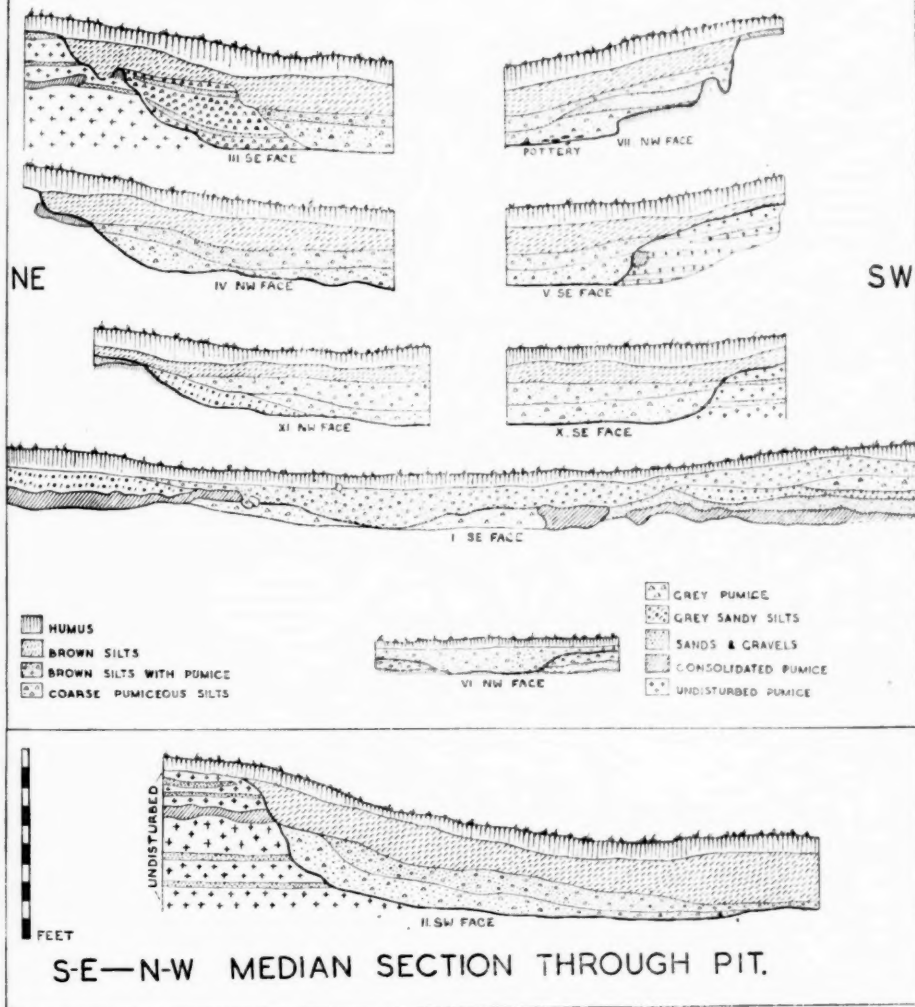 III SE FACE
VII. NW FACE
POTTERY
NE
SW
IV. NW FACE
V. SE FACE
XI. NW FACE
X. SE FACE
I. SE FACE
HUMUS
BROWN SILTS
BROWN SILTS WITH PUMICE
COARSE PUMICEOUS SILTS
VI. NW FACE
GREY PUMICE
GREY SANDY SILTS
SANDS & GRAVELS
CONSOLIDATED PUMICE
UNDISTURBED PUMICE
UNDISTURBED
II. SW FACE
FEET
S-E—N-W MEDIAN SECTION THROUGH PIT.